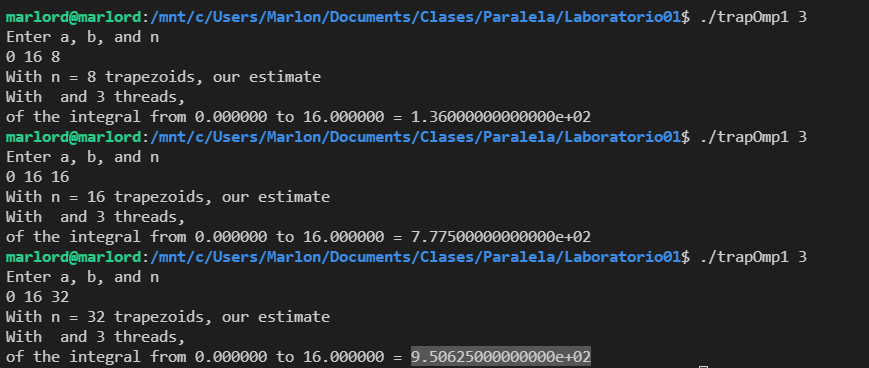 marlord@marlord:/mnt/c/Users/Marlon/Documents/Clases/Paralela/Laboratorio01$ ./trapOmp1 3
Enter a, b, and n
0 16 8
With n = 8 trapezoids, our estimate
With  and 3 threads,
of the integral from 0.000000 to 16.000000 = 1.36000000000000e+02
marlord@marlord:/mnt/c/Users/Marlon/Documents/Clases/Paralela/Laboratorio01$ ./trapOmp1 3
Enter a, b, and n
0 16 16
With n = 16 trapezoids, our estimate
With  and 3 threads,
of the integral from 0.000000 to 16.000000 = 7.77500000000000e+02
marlord@marlord:/mnt/c/Users/Marlon/Documents/Clases/Paralela/Laboratorio01$ ./trapOmp1 3
Enter a, b, and n
0 16 32
With n = 32 trapezoids, our estimate
With  and 3 threads,
of the integral from 0.000000 to 16.000000 = 9.50625000000000e+02